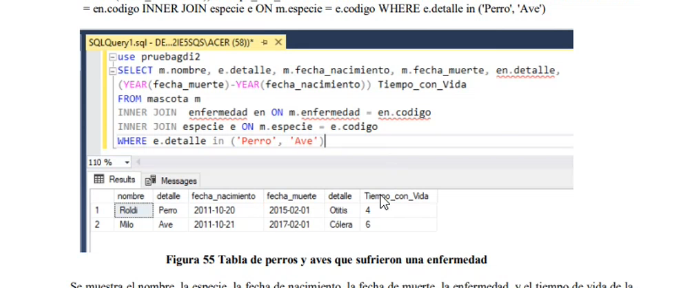 = en.codigo INNER JOIN especie e ON m.especie = e.codigo WHERE e.detalle in ('Perro', 'Ave')
SQLQuery1.sql - DE...2IE5SQS\ACER (58))*
use pruebagdi2
SELECT m.nombre, e.detalle, m.fecha_nacimiento, m.fecha_muerte, en.detalle,
(YEAR(fecha_muerte)-YEAR(fecha_nacimiento)) Tiempo_con_Vida
FROM mascota m
INNER JOIN enfermedad en ON m.enfermedad = en.codigo
INNER JOIN especie e ON m.especie = e.codigo
WHERE e.detalle in ('Perro', 'Ave')
110 %
Results Messages
nombre detalle fecha_nacimiento fecha_muerte detalle Tiempo_con_Vida
1 Roldi Perro 2011-10-20 2015-02-01 Otitis 4
2 Milo Ave 2011-10-21 2017-02-01 Cólera 6
Figura 55 Tabla de perros y aves que sufrieron una enfermedad
Se muestra el nombre, la especie, la fecha de nacimiento, la fecha de muerte, la enfermedad, y el tiempo de vida de la